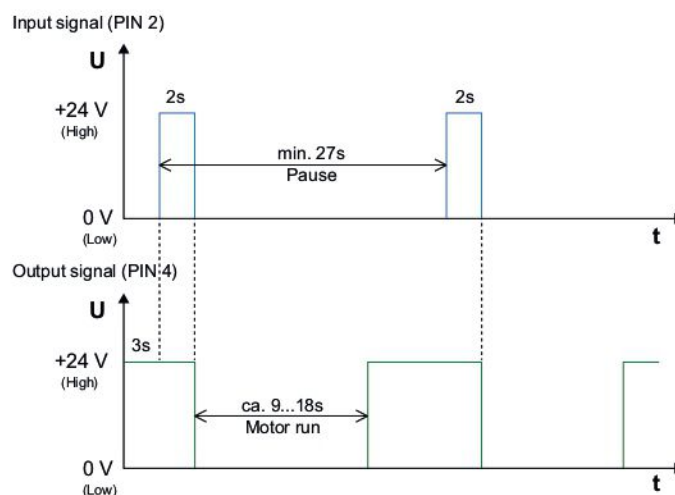 Input signal (PIN 2)
U
2s
2s
+24 V
(High)
min. 27s
Pause
0 V
(Low)
t
Output signal (PIN 4)
U
3s
+24 V
(High)
ca. 9...18s
Motor run
0 V
(Low)
t